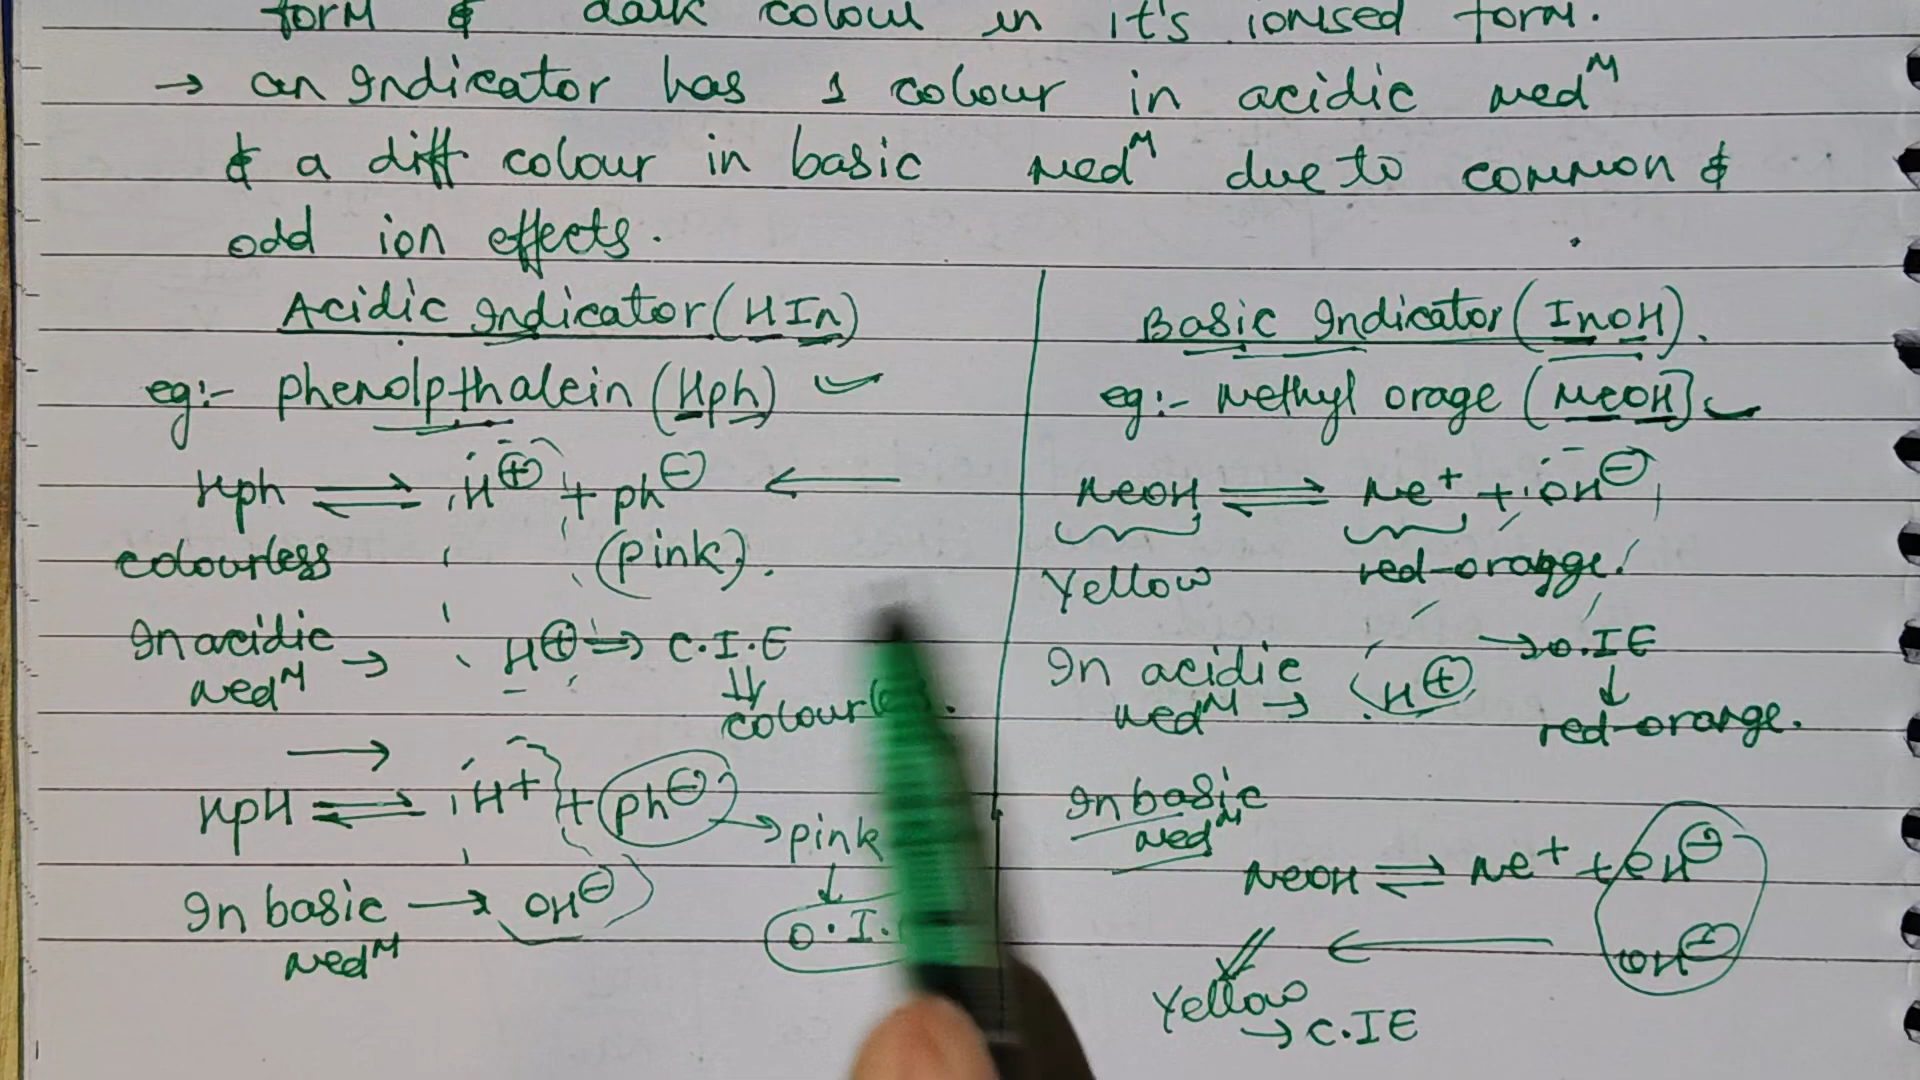 form & dark colour in it's ionised form.
→ an Indicator has 1 colour in acidic medᴹ
& a diff colour in basic medᴹ due to common &
odd ion effects.
Acidic Indicator (HIn)
eg:- phenolpthalein (Hph)
Hph ⇌ H⊕ + ph⊖ ←
colourless (pink).
In acidic medᴹ → H⊕ ⇒ C.I.E
⇓
colourless.
→
HpH ⇌ H+ + ph⊖ → pink
↓
In basic medᴹ → OH⊖ O.I.
Basic Indicator (InOH).
eg:- Methyl orage (MeOH)
MeOH ⇌ Me+ + OH⊖
Yellow red-orange.
In acidic medᴹ → H⊕ → O.IE
↓
red-orange.
In basic medᴹ
MeOH ⇌ Me+ + OH⊖
← OH⊖
Yellow
→ C.IE